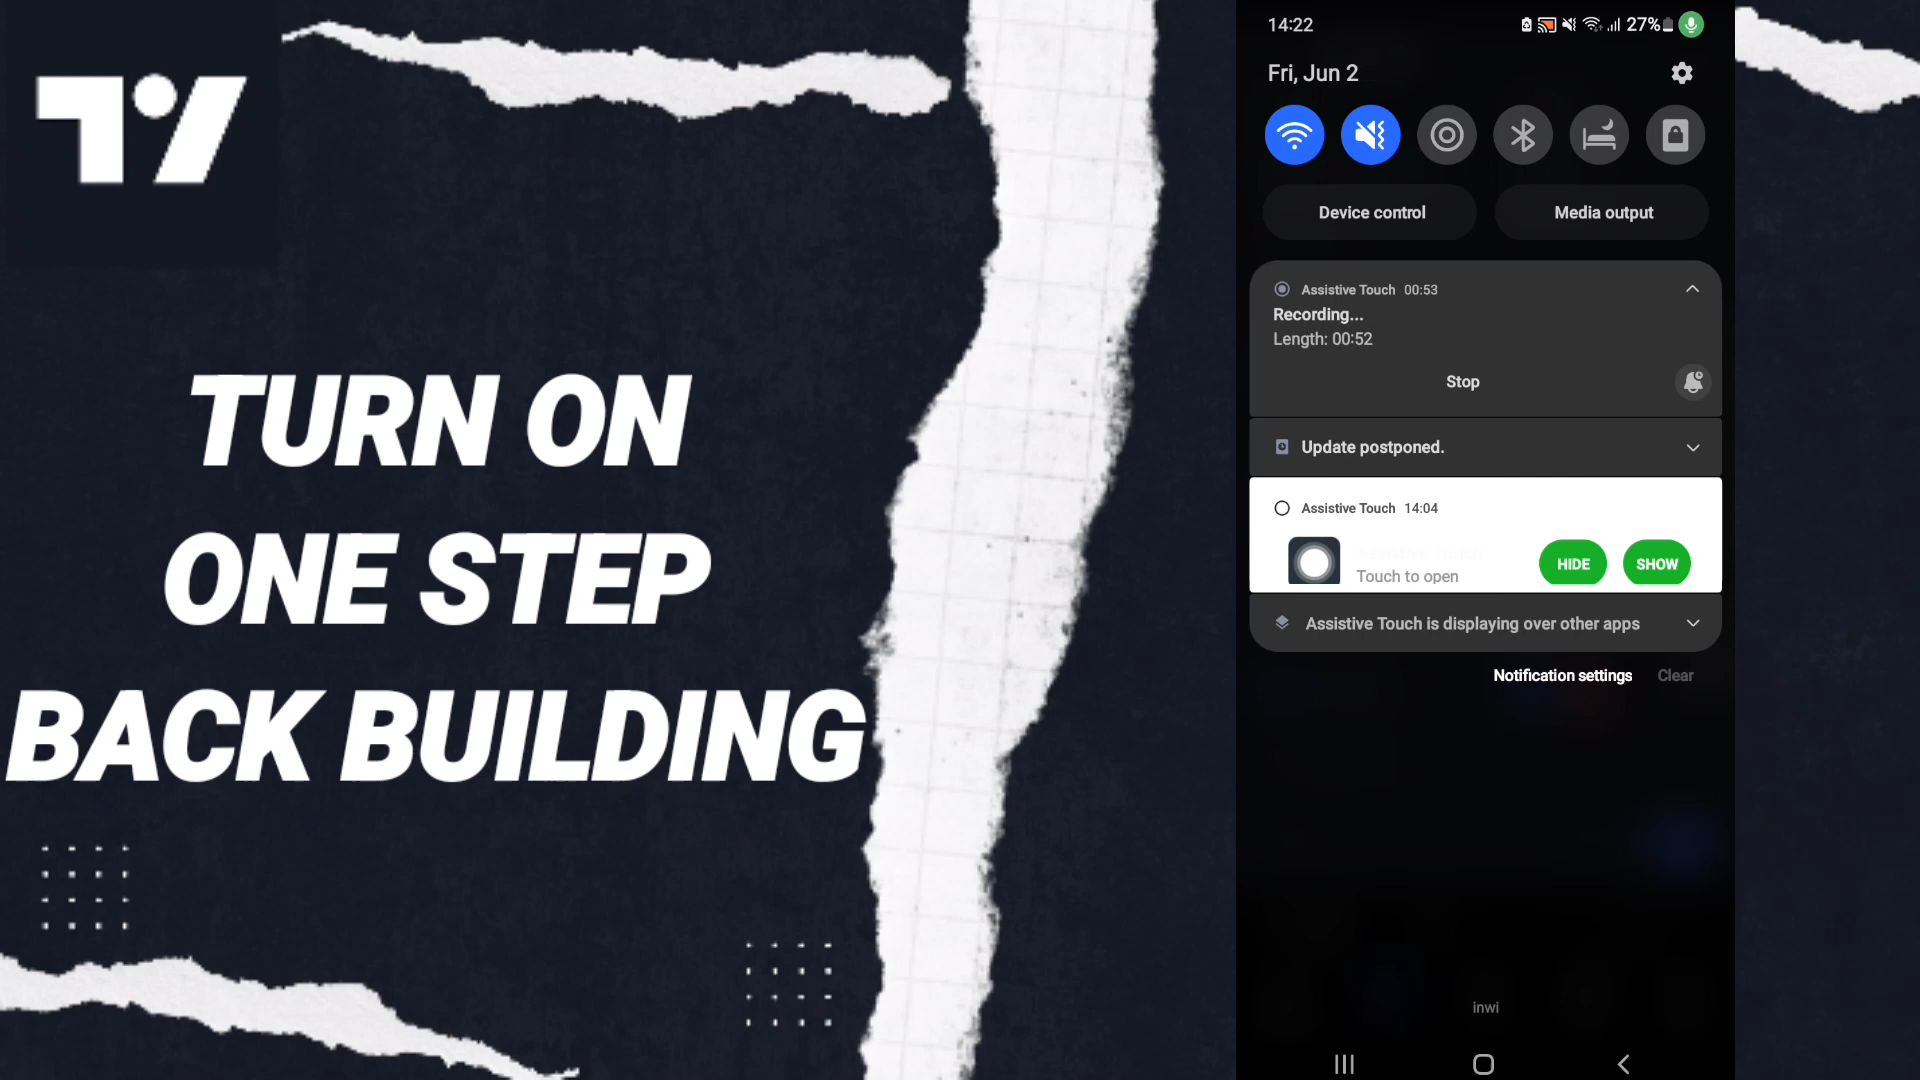 TURN ON
ONE STEP
BACK BUILDING
14:22
27%
Fri, Jun 2
Device control
Media output
Assistive Touch 00:53
Recording...
Length: 00:52
Stop
Update postponed.
Assistive Touch 14:04
Assistive Touch
Touch to open
HIDE
SHOW
Assistive Touch is displaying over other apps
Notification settings
Clear
inwi